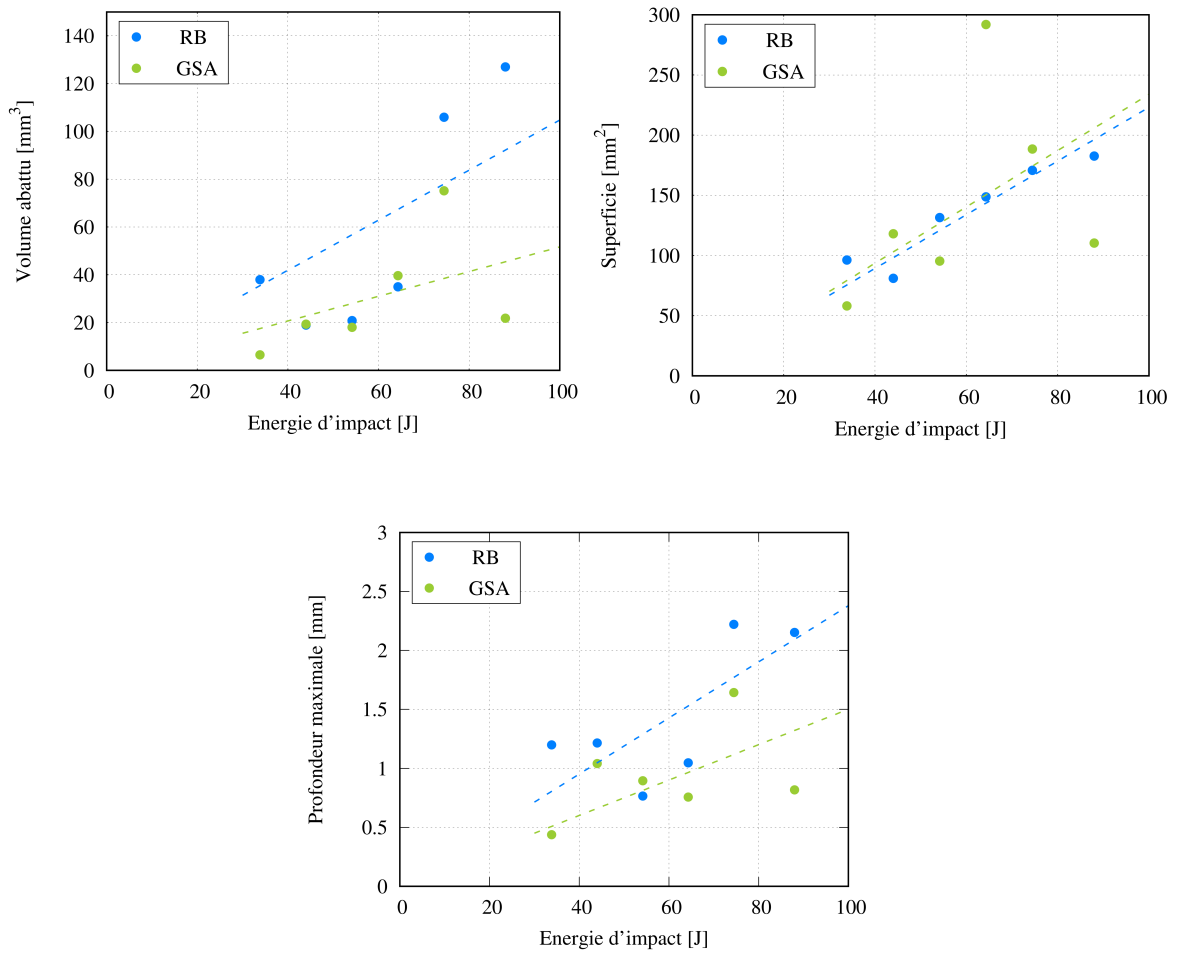 Volume abattu [mm³]
140
120
100
80
60
40
20
0
RB
GSA
0 20 40 60 80 100
Energie d'impact [J]
Superficie [mm²]
300
250
200
150
100
50
0
RB
GSA
0 20 40 60 80 100
Energie d'impact [J]
Profondeur maximale [mm]
3
2.5
2
1.5
1
0.5
0
RB
GSA
0 20 40 60 80 100
Energie d'impact [J]